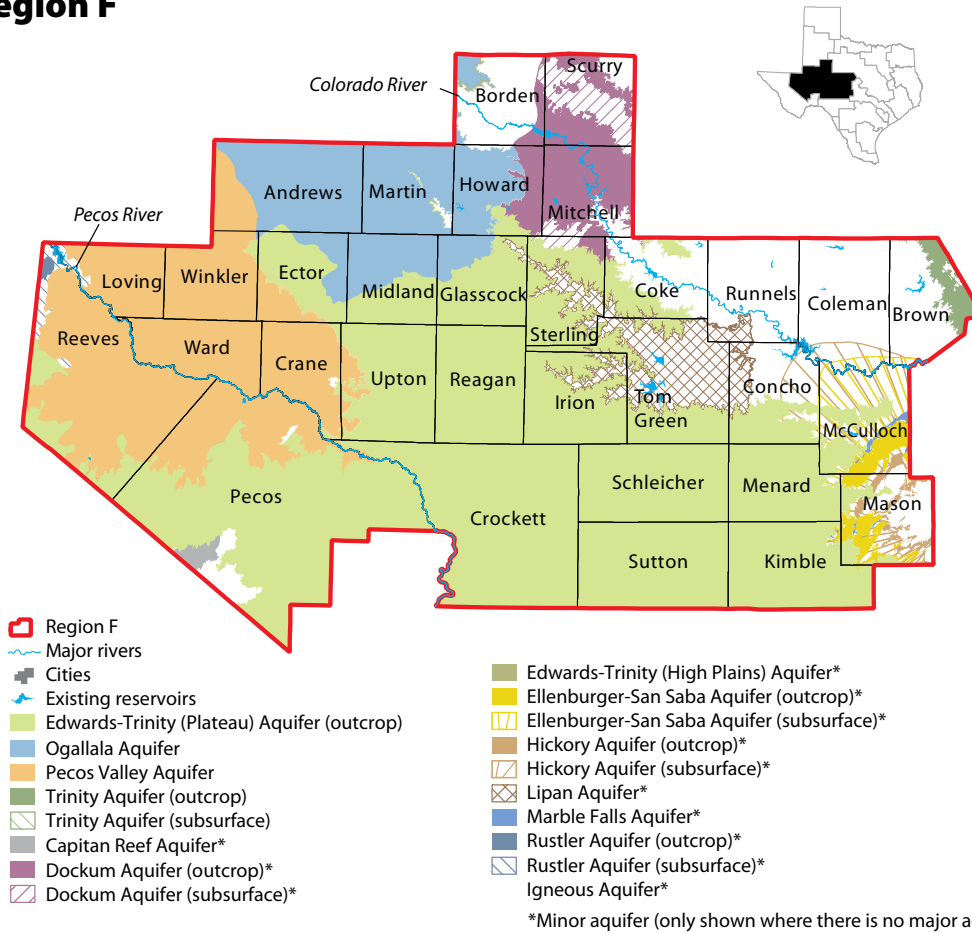 egion F
Colorado River
Scurry
Borden
Andrews
Martin
Howard
Mitchell
Pecos River
Loving
Winkler
Ector
Midland
Glasscock
Coke
Runnels
Coleman
Brown
Reeves
Ward
Crane
Upton
Reagan
Sterling
Irion
Tom
Green
Concho
McCulloch
Pecos
Crockett
Schleicher
Menard
Mason
Sutton
Kimble
Region F
Major rivers
Cities
Existing reservoirs
Edwards-Trinity (Plateau) Aquifer (outcrop)
Ogallala Aquifer
Pecos Valley Aquifer
Trinity Aquifer (outcrop)
Trinity Aquifer (subsurface)
Capitan Reef Aquifer*
Dockum Aquifer (outcrop)*
Dockum Aquifer (subsurface)*
Edwards-Trinity (High Plains) Aquifer*
Ellenburger-San Saba Aquifer (outcrop)*
Ellenburger-San Saba Aquifer (subsurface)*
Hickory Aquifer (outcrop)*
Hickory Aquifer (subsurface)*
Lipan Aquifer*
Marble Falls Aquifer*
Rustler Aquifer (outcrop)*
Rustler Aquifer (subsurface)*
Igneous Aquifer*
*Minor aquifer (only shown where there is no major a